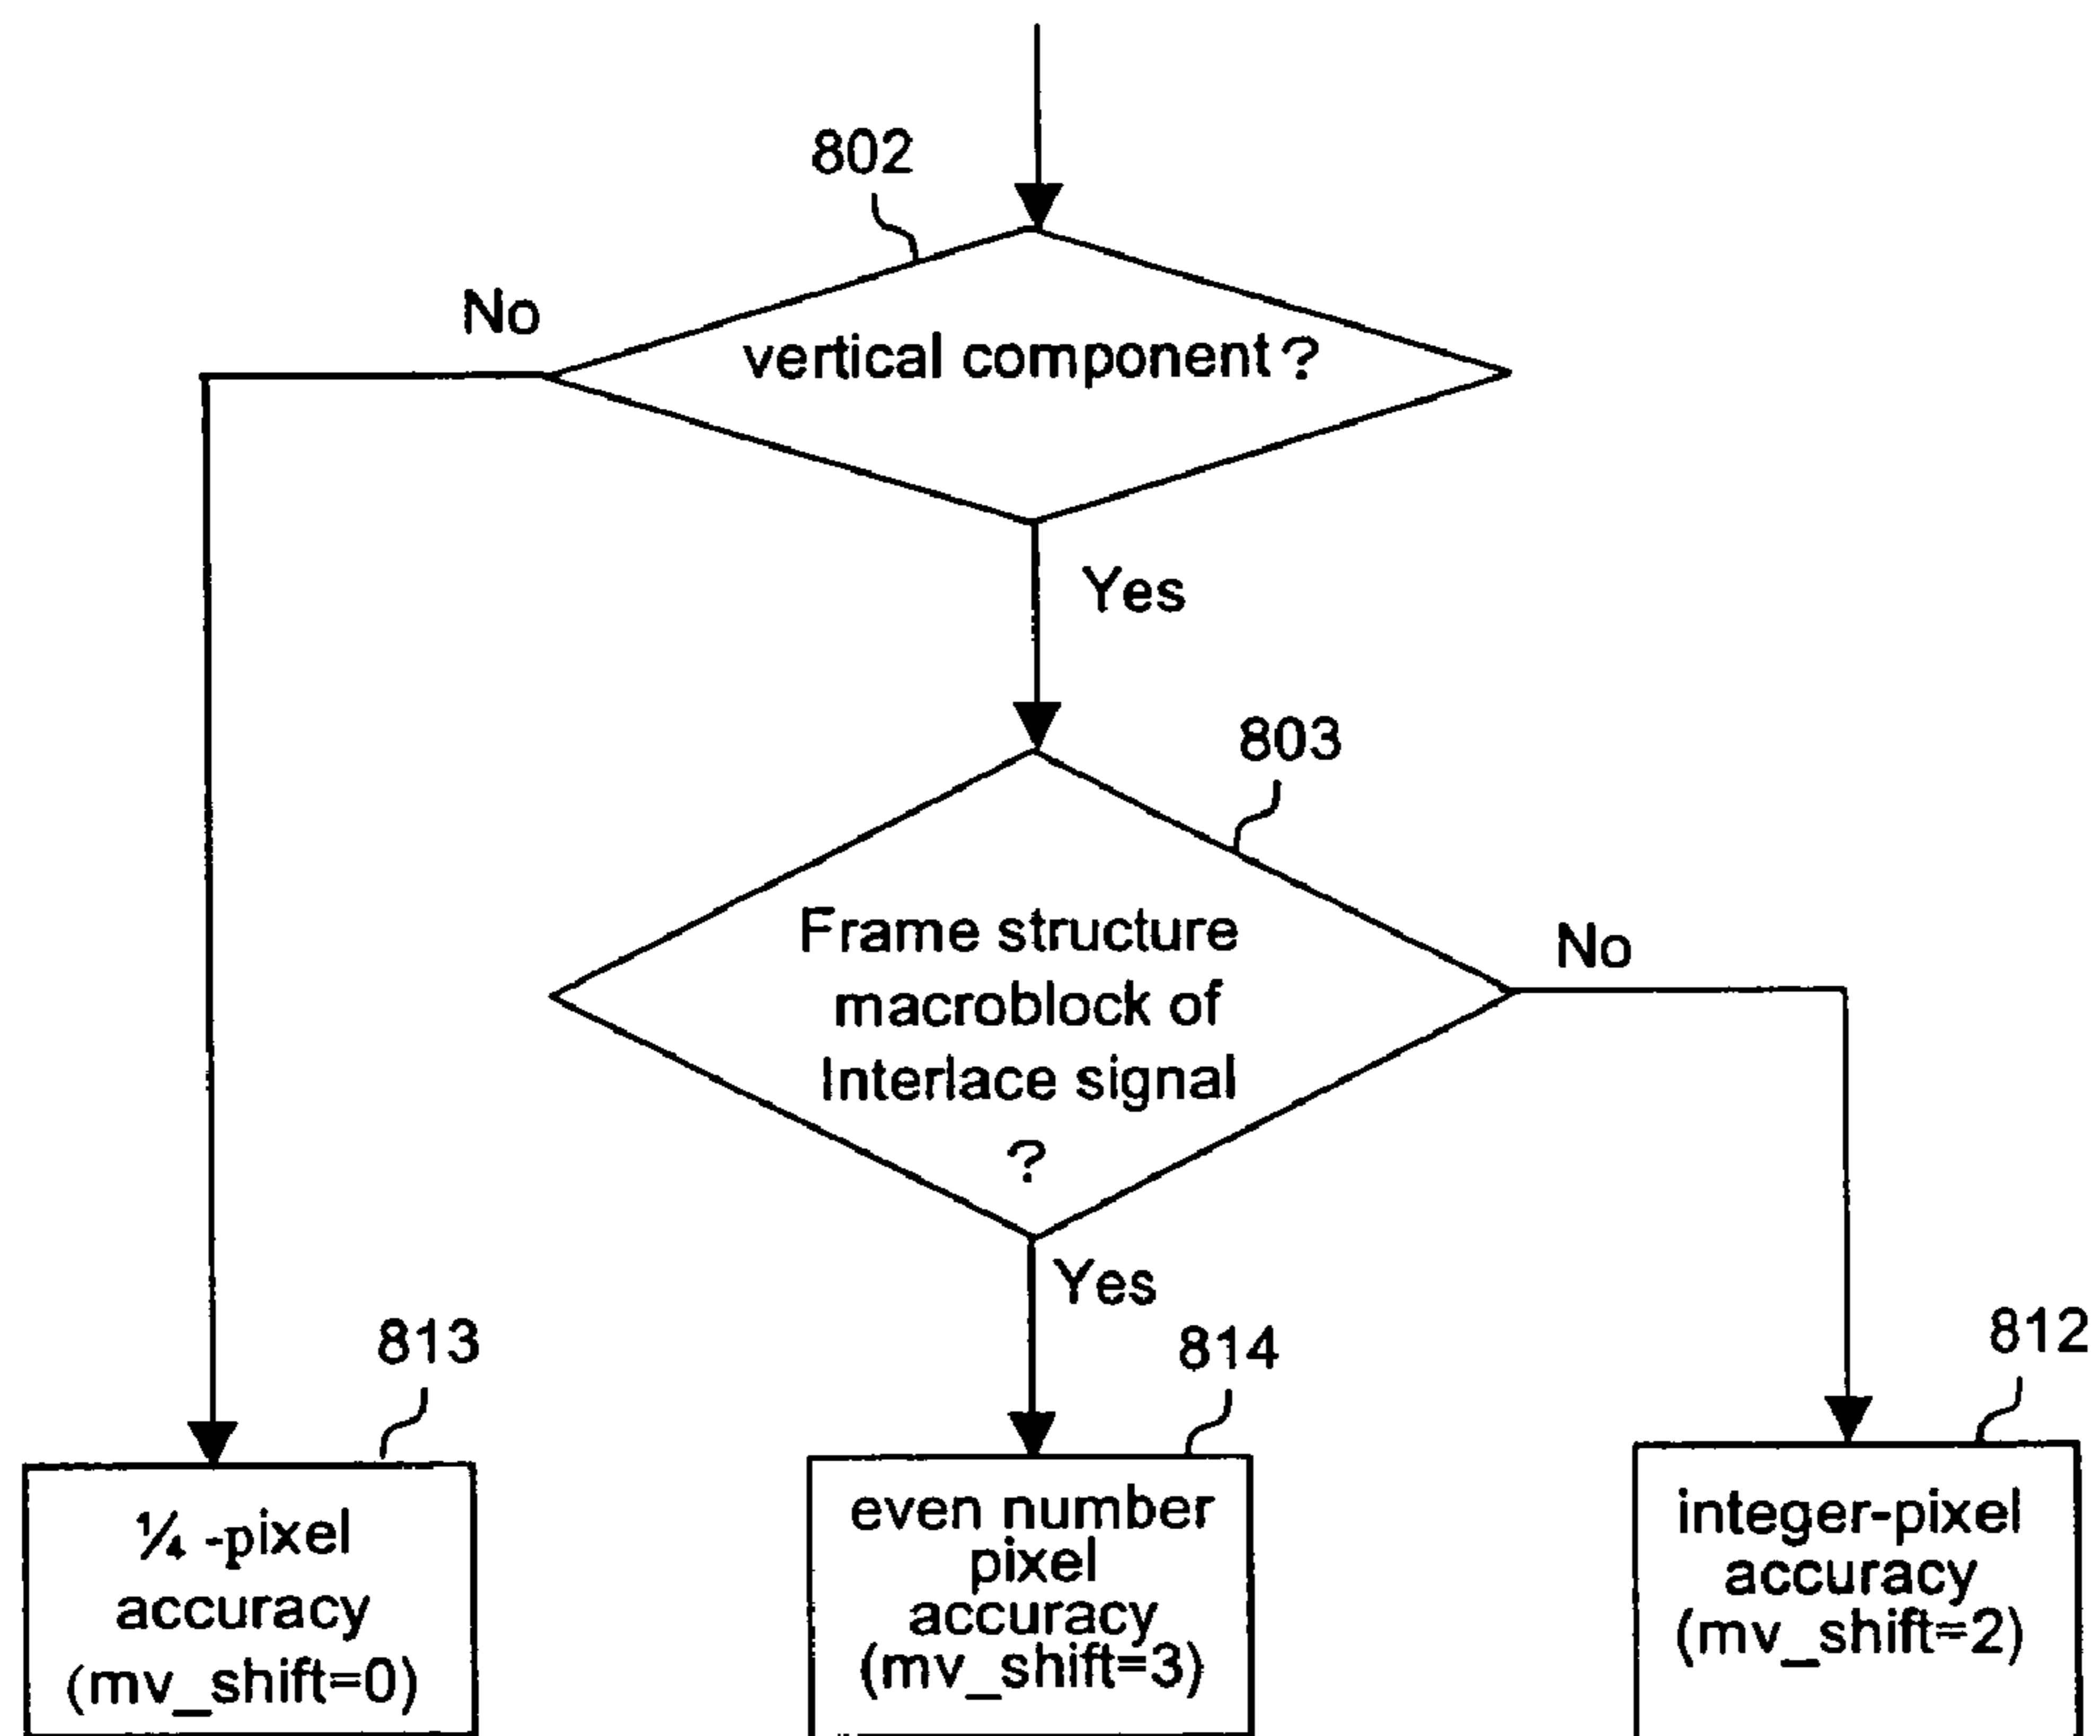 802
No
vertical component ?
Yes
803
Frame structure
macroblock of
Interlace signal
?
No
Yes
813
814
812
¼ -pixel
accuracy
(mv_shift=0)
even number
pixel
accuracy
(mv_shift=3)
integer-pixel
accuracy
(mv_shift=2)